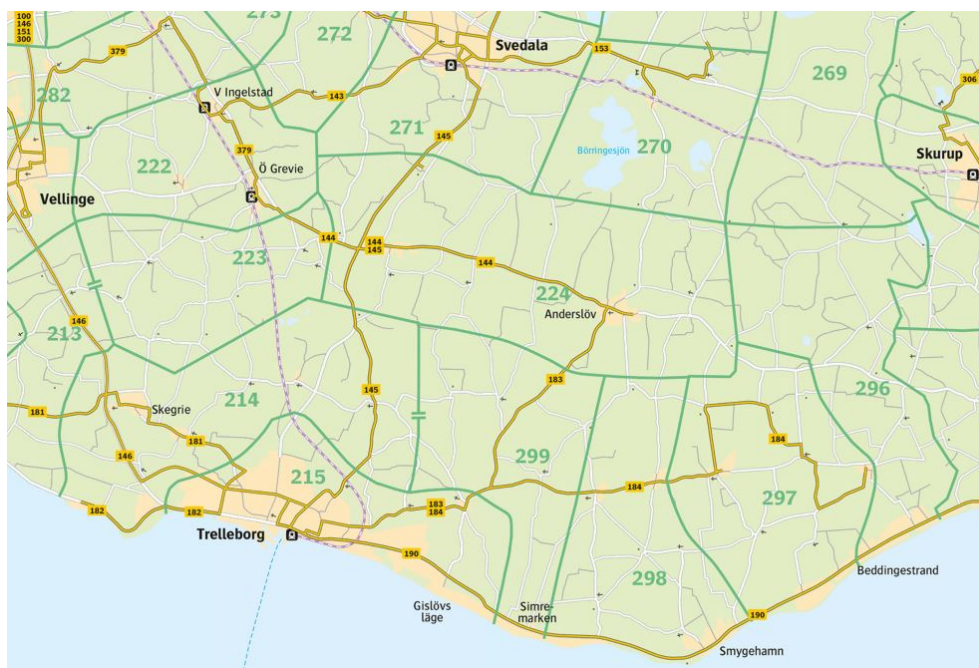 100
146
151
300
273
272
Svedala
379
153
269
282
V Ingelstad
143
306
271
145
270
Börringesjön
222
379
Ö Grevie
Skurup
Vellinge
144
144
145
223
144
224
Anderslöv
213
146
183
296
145
181
Skegrie
214
181
184
299
146
215
184
297
182
182
183
184
Trelleborg
190
Beddingestrand
298
Gislövs
läge
Simre-
marken
190
Smygehamn